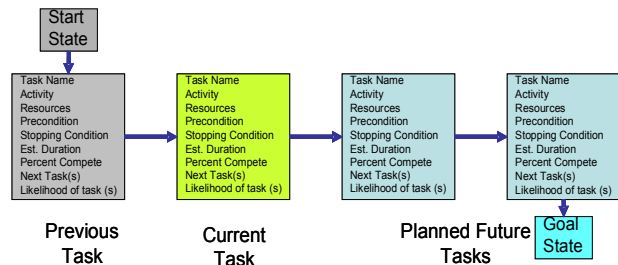 Start
State
Task Name
Activity
Resources
Precondition
Stopping Condition
Est. Duration
Percent Compete
Next Task(s)
Likelihood of task (s)
Task Name
Activity
Resources
Precondition
Stopping Condition
Est. Duration
Percent Compete
Next Task(s)
Likelihood of task (s)
Task Name
Activity
Resources
Precondition
Stopping Condition
Est. Duration
Percent Compete
Next Task(s)
Likelihood of task (s)
Task Name
Activity
Resources
Precondition
Stopping Condition
Est. Duration
Percent Compete
Next Task(s)
Likelihood of task (s)
Previous
Task
Current
Task
Planned Future
Tasks
Goal
State